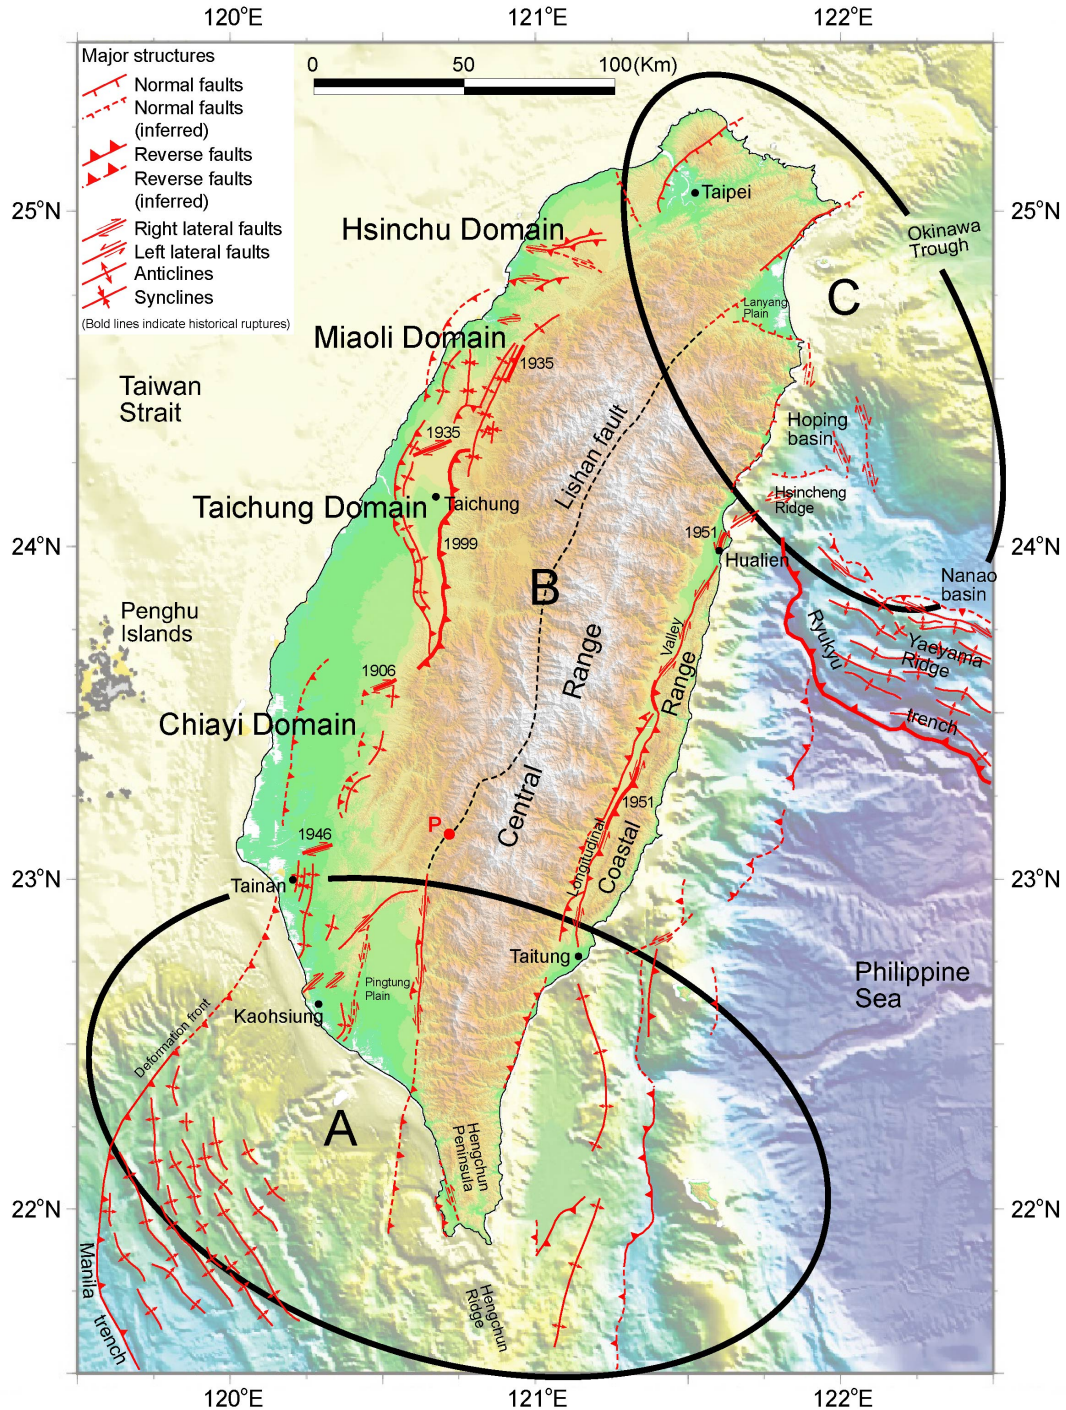 120°E
121°E
122°E
Major structures
Normal faults
Normal faults
(inferred)
Reverse faults
Reverse faults
(inferred)
Right lateral faults
Left lateral faults
Anticlines
Synclines
(Bold lines indicate historical ruptures)
0
50
100(Km)
25°N
25°N
Taipei
Hsinchu Domain
Okinawa
Trough
C
Lanyang
Plain
Miaoli Domain
1935
Taiwan
Strait
Lishan fault
Hoping
basin
1935
Hsincheng
Ridge
Taichung Domain
Taichung
1999
1951
24°N
24°N
Hualien
Nanao
basin
B
Penghu
Islands
Ryukyu
trench
Yaeyama
Ridge
1906
Chiayi Domain
Central
Range
Longitudinal
Valley
Coastal
Range
1951
P
1946
23°N
23°N
Tainan
Taitung
Philippine
Sea
Pingtung
Plain
Kaohsiung
Deformation front
A
Hengchun
Peninsula
22°N
22°N
Manila
trench
Hengchun
Ridge
120°E
121°E
122°E